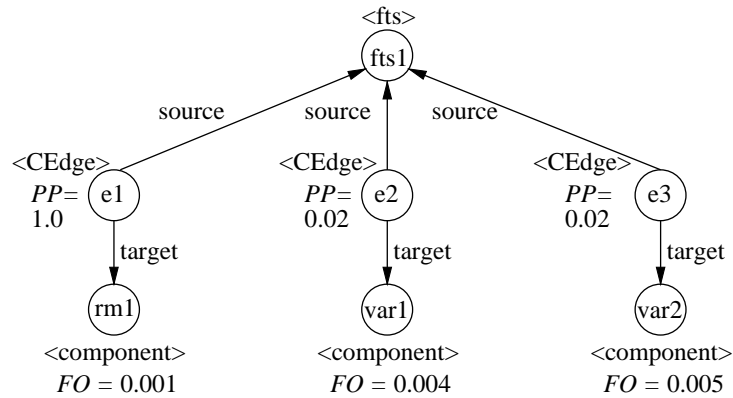 <fts>
fts1
source source source
<CEdge> <CEdge> <CEdge>
PP= e1 PP= e2 PP= e3
1.0 0.02 0.02
target target target
rm1 var1 var2
<component> <component> <component>
FO = 0.001 FO = 0.004 FO = 0.005